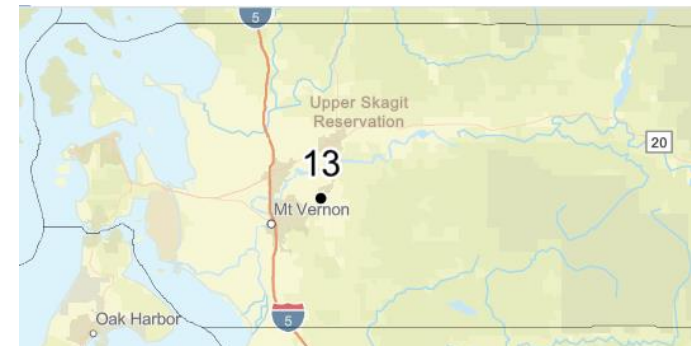 5
Upper Skagit
Reservation
20
13
Mt Vernon
5
Oak Harbor